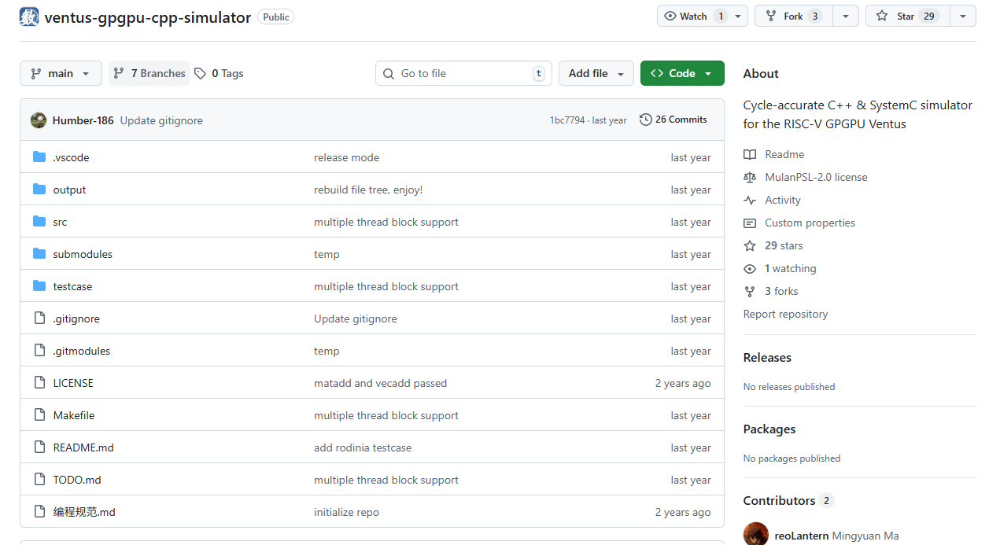 ventus-gpgpu-cpp-simulator Public
Watch 1 Fork 3 Star 29
main 7 Branches 0 Tags Go to file t Add file Code
Humber-186 Update gitignore 1bc7794 · last year 26 Commits
.vscode release mode last year
output rebuild file tree, enjoy! last year
src multiple thread block support last year
submodules temp last year
testcase multiple thread block support last year
.gitignore Update gitignore last year
.gitmodules temp last year
LICENSE matadd and vecadd passed 2 years ago
Makefile multiple thread block support last year
README.md add rodinia testcase last year
TODO.md multiple thread block support last year
编程规范.md initialize repo 2 years ago
About
Cycle-accurate C++ & SystemC simulator
for the RISC-V GPGPU Ventus
Readme
MulanPSL-2.0 license
Activity
Custom properties
29 stars
1 watching
3 forks
Report repository
Releases
No releases published
Packages
No packages published
Contributors 2
reoLantern Mingyuan Ma